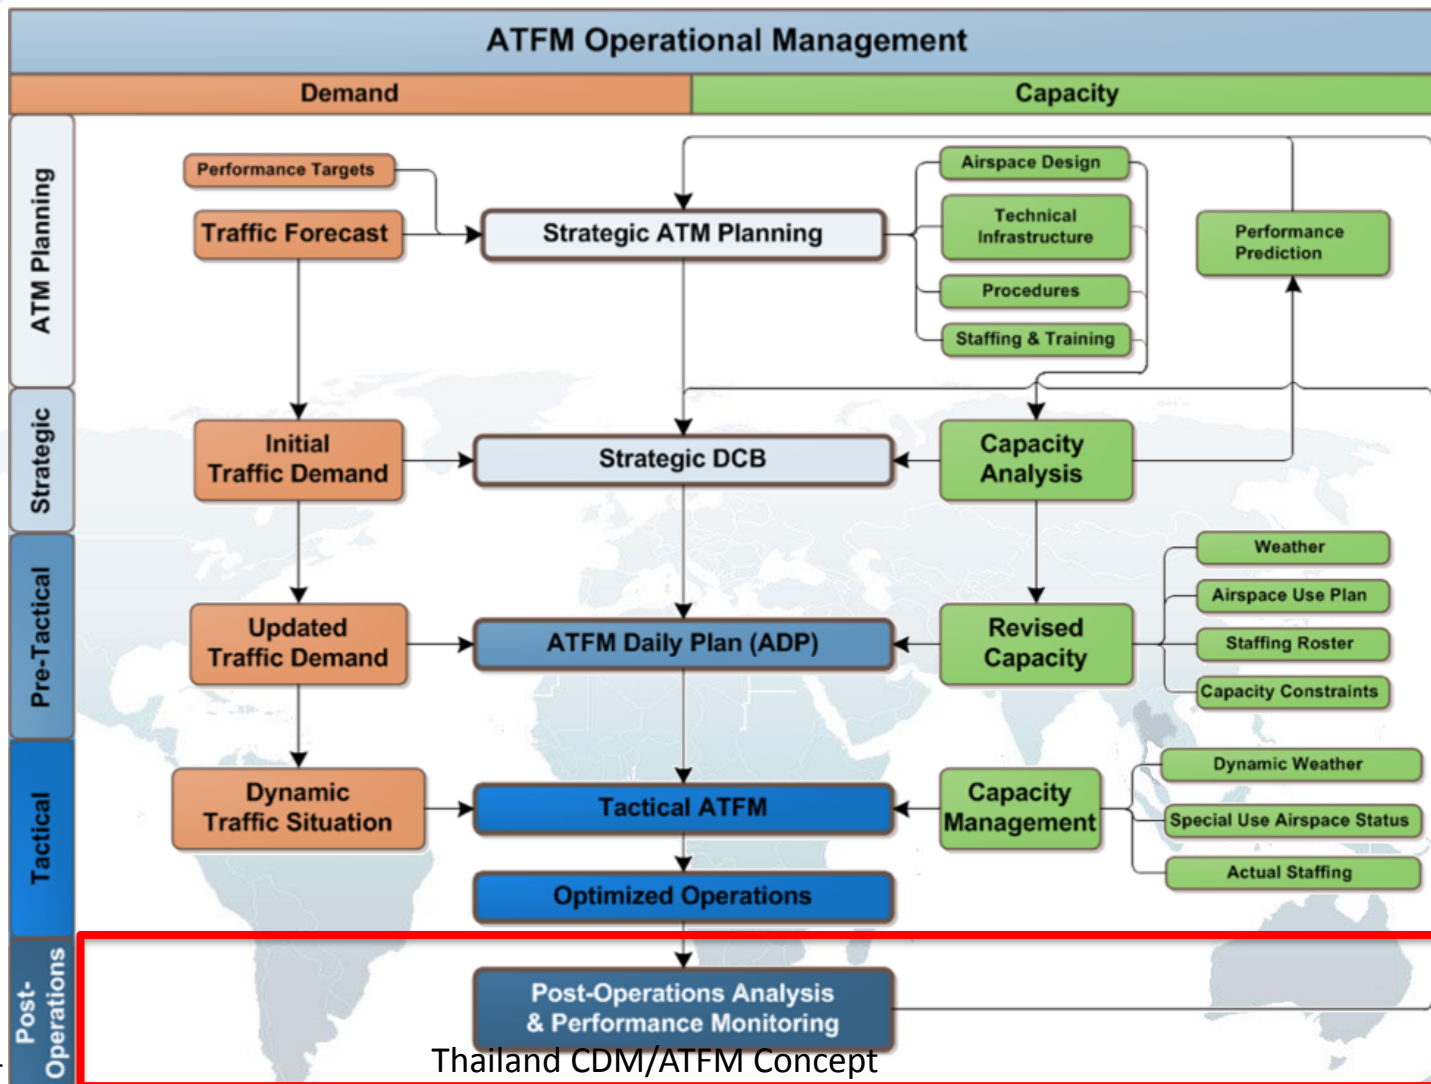 ATFM Operational Management
Demand
Capacity
ATM Planning
Performance Targets
Traffic Forecast
Strategic ATM Planning
Airspace Design
Technical
Infrastructure
Procedures
Staffing & Training
Performance
Prediction
Strategic
Initial
Traffic Demand
Strategic DCB
Capacity
Analysis
Pre-Tactical
Updated
Traffic Demand
ATFM Daily Plan (ADP)
Revised
Capacity
Weather
Airspace Use Plan
Staffing Roster
Capacity Constraints
Tactical
Dynamic
Traffic Situation
Tactical ATFM
Capacity
Management
Dynamic Weather
Special Use Airspace Status
Actual Staffing
Optimized Operations
Post-
Operations
Post-Operations Analysis
& Performance Monitoring
Thailand CDM/ATFM Concept